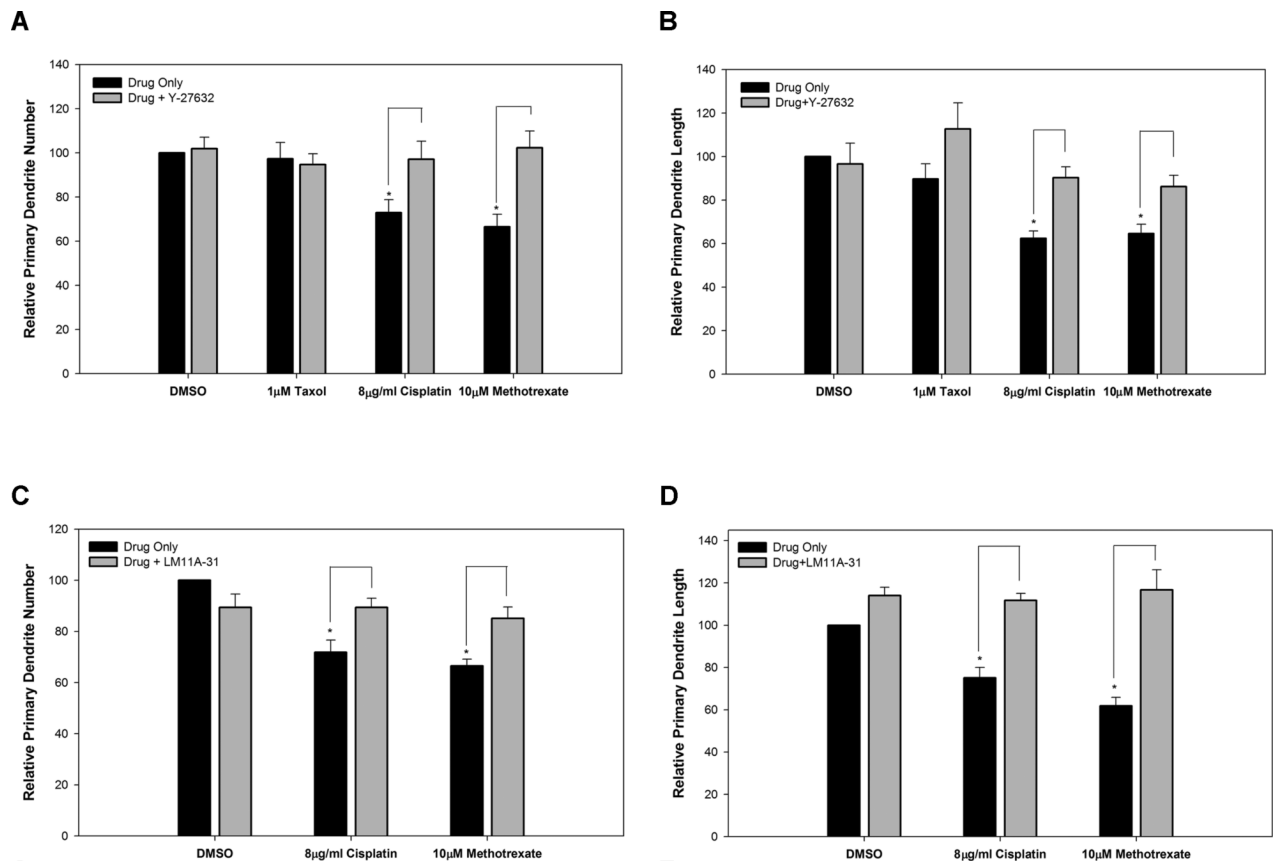 A
Relative Primary Dendrite Number
140
120
100
80
60
40
20
0
Drug Only
Drug + Y-27632
*
*
DMSO
1μM Taxol
8μg/ml Cisplatin
10μM Methotrexate
B
Relative Primary Dendrite Length
140
120
100
80
60
40
20
0
Drug Only
Drug+Y-27632
*
*
DMSO
1μM Taxol
8μg/ml Cisplatin
10μM Methotrexate
C
Relative Primary Dendrite Number
120
100
80
60
40
20
0
Drug Only
Drug + LM11A-31
*
*
DMSO
8μg/ml Cisplatin
10μM Methotrexate
D
Relative Primary Dendrite Length
140
120
100
80
60
40
20
0
Drug Only
Drug+LM11A-31
*
*
DMSO
8μg/ml Cisplatin
10μM Methotrexate